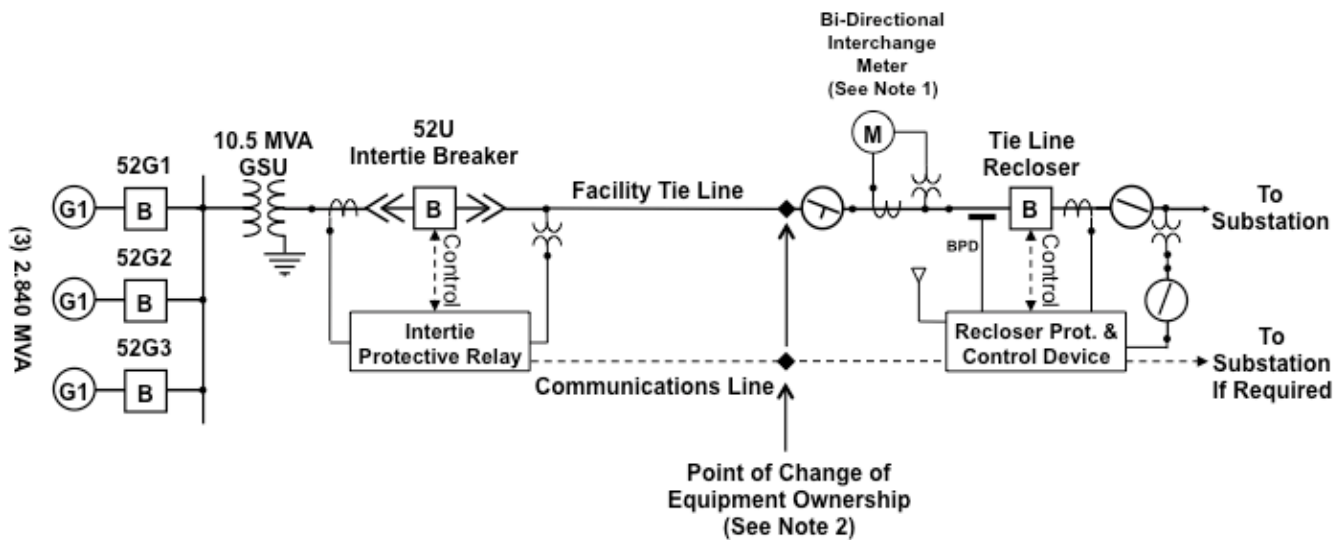 Bi-Directional
Interchange
Meter
(See Note 1)
M
10.5 MVA
GSU
52U
Intertie Breaker
Tie Line
Recloser
52G1
G1
B
B
Facility Tie Line
B
To
Substation
BPD
Control
Control
(3) 2.840 MVA
52G2
G1
B
Intertie
Protective Relay
Recloser Prot. &
Control Device
52G3
G1
B
Communications Line
To
Substation
If Required
Point of Change of
Equipment Ownership
(See Note 2)